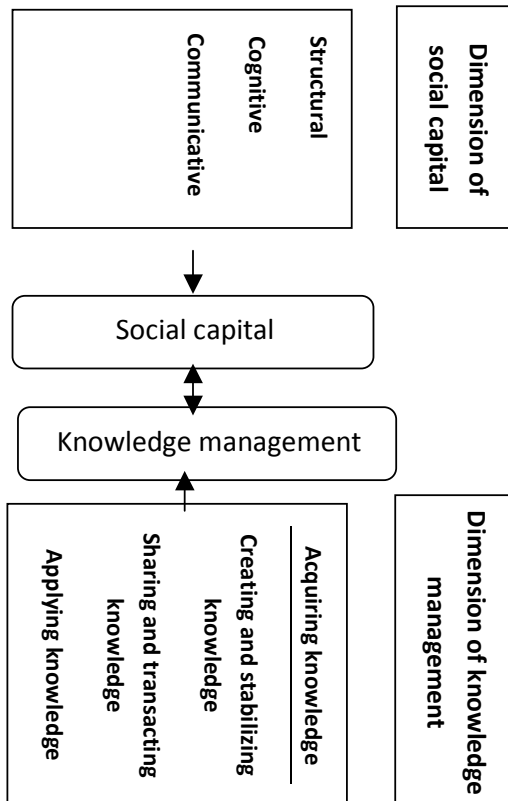 Dimension of
social capital
Structural
Cognitive
Communicative
Social capital
Knowledge management
Dimension of knowledge
management
Acquiring knowledge
Creating and stabilizing
knowledge
Sharing and transacting
knowledge
Applying knowledge